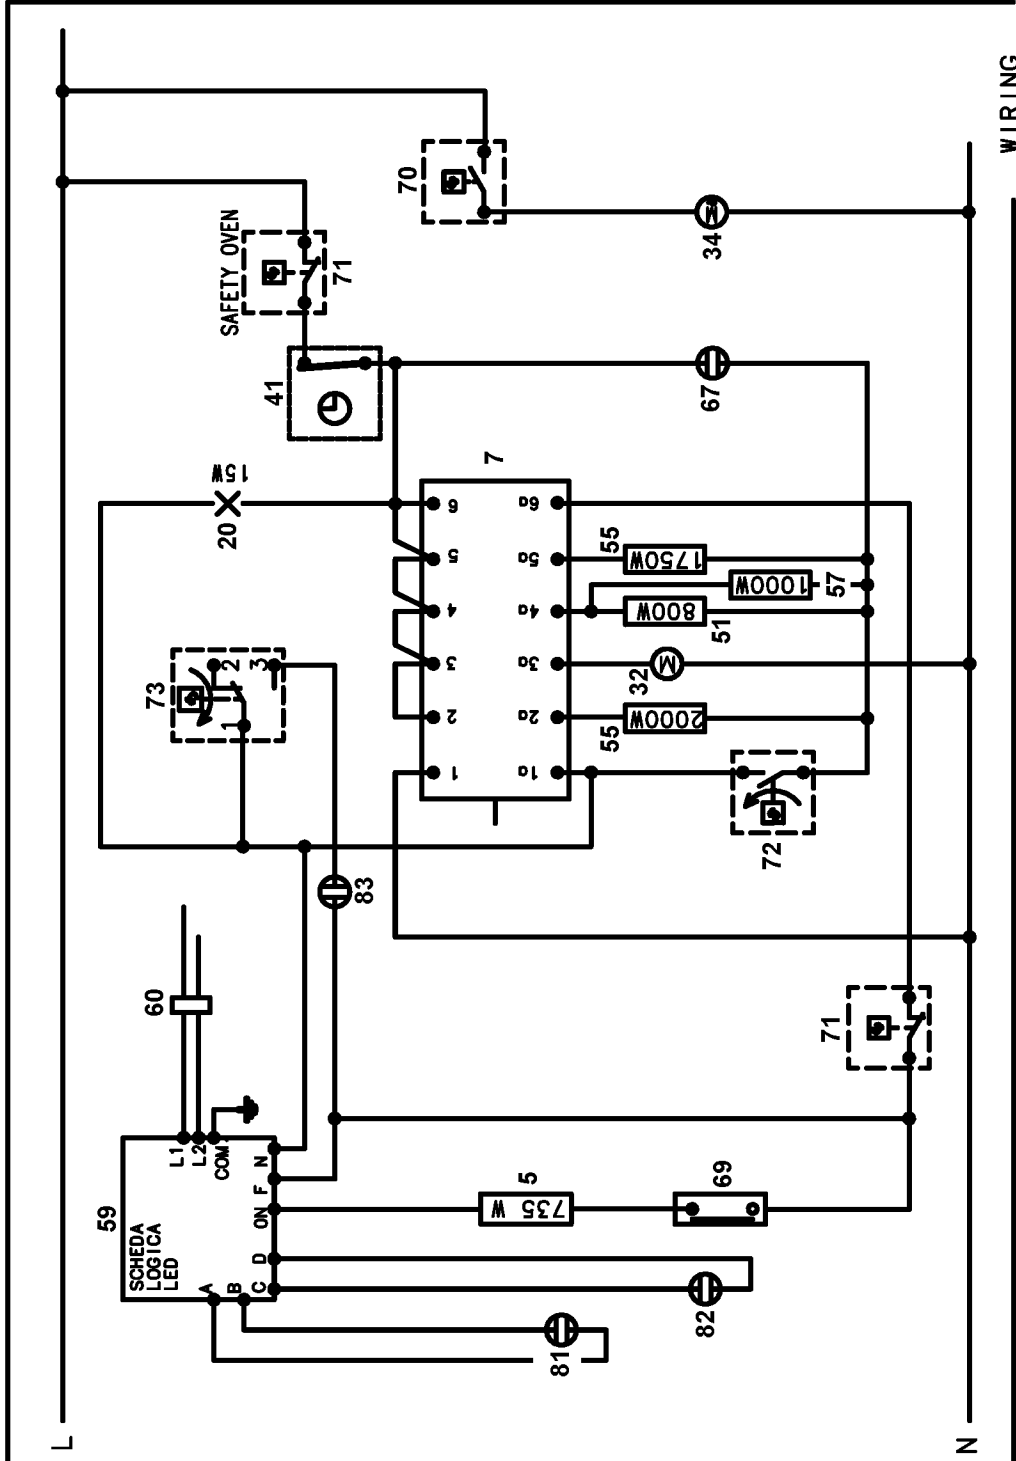 WIRING
70
SAFETY OVEN
71
34
41
67
15W
20
7
6
6a
5
5a
55
1750W
1000W
57
4
4a
800W
51
73
2
3
1
3
3a
32
M
2
2a
55
2000W
1
1a
72
83
60
71
59
SCHEDA
LOGICA
LED
L1
L2
COM.
N
F
ON
D
C
B
A
5
735
W
69
82
81
L
N
M